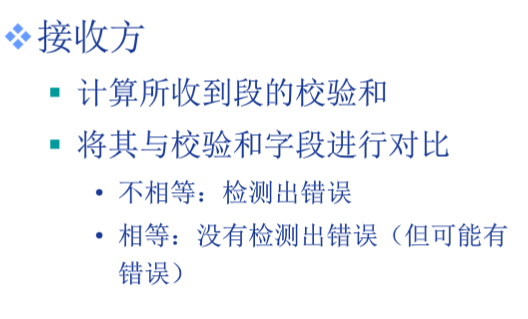 接收方
计算所收到段的校验和
将其与校验和字段进行对比
不相等：检测出错误
相等：没有检测出错误（但可能有
错误）